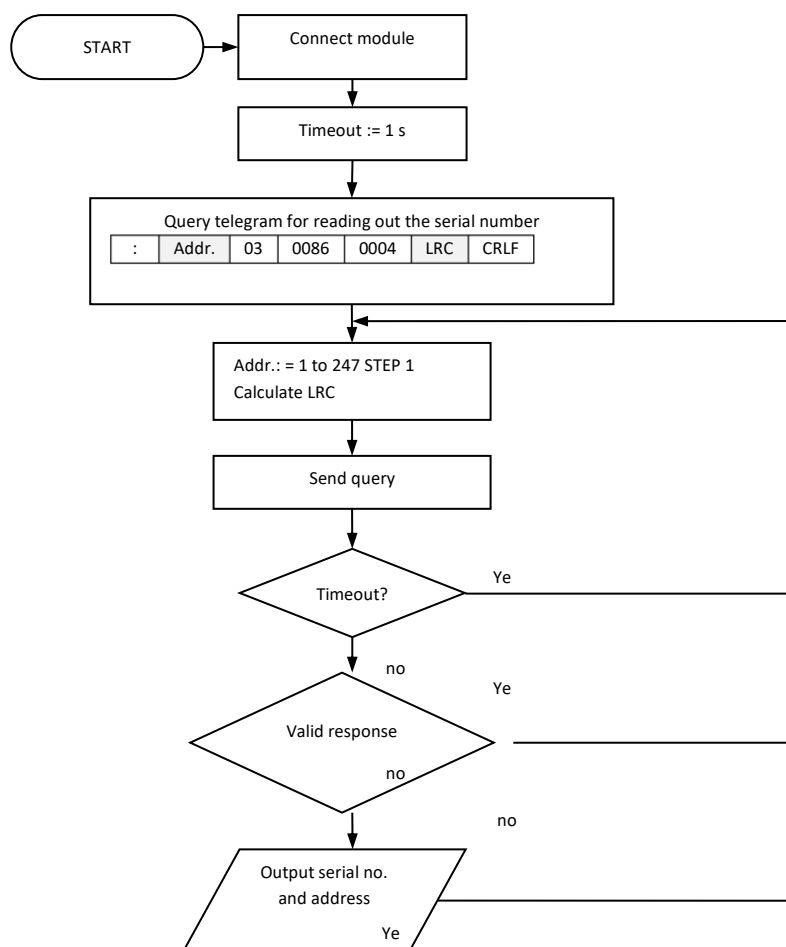 START
Connect module
Timeout := 1 s
Query telegram for reading out the serial number
: Addr. 03 0086 0004 LRC CRLF
Addr.: = 1 to 247 STEP 1
Calculate LRC
Send query
Timeout?
Ye
no
Ye
Valid response
no
no
Output serial no.
and address
Ye